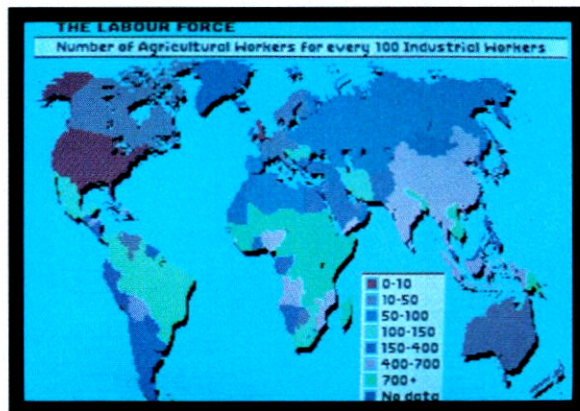 THE LABOUR FORCE
Number of Agricultural Workers for every 100 Industrial Workers
0-10
10-50
50-100
100-150
150-400
400-700
700+
No data